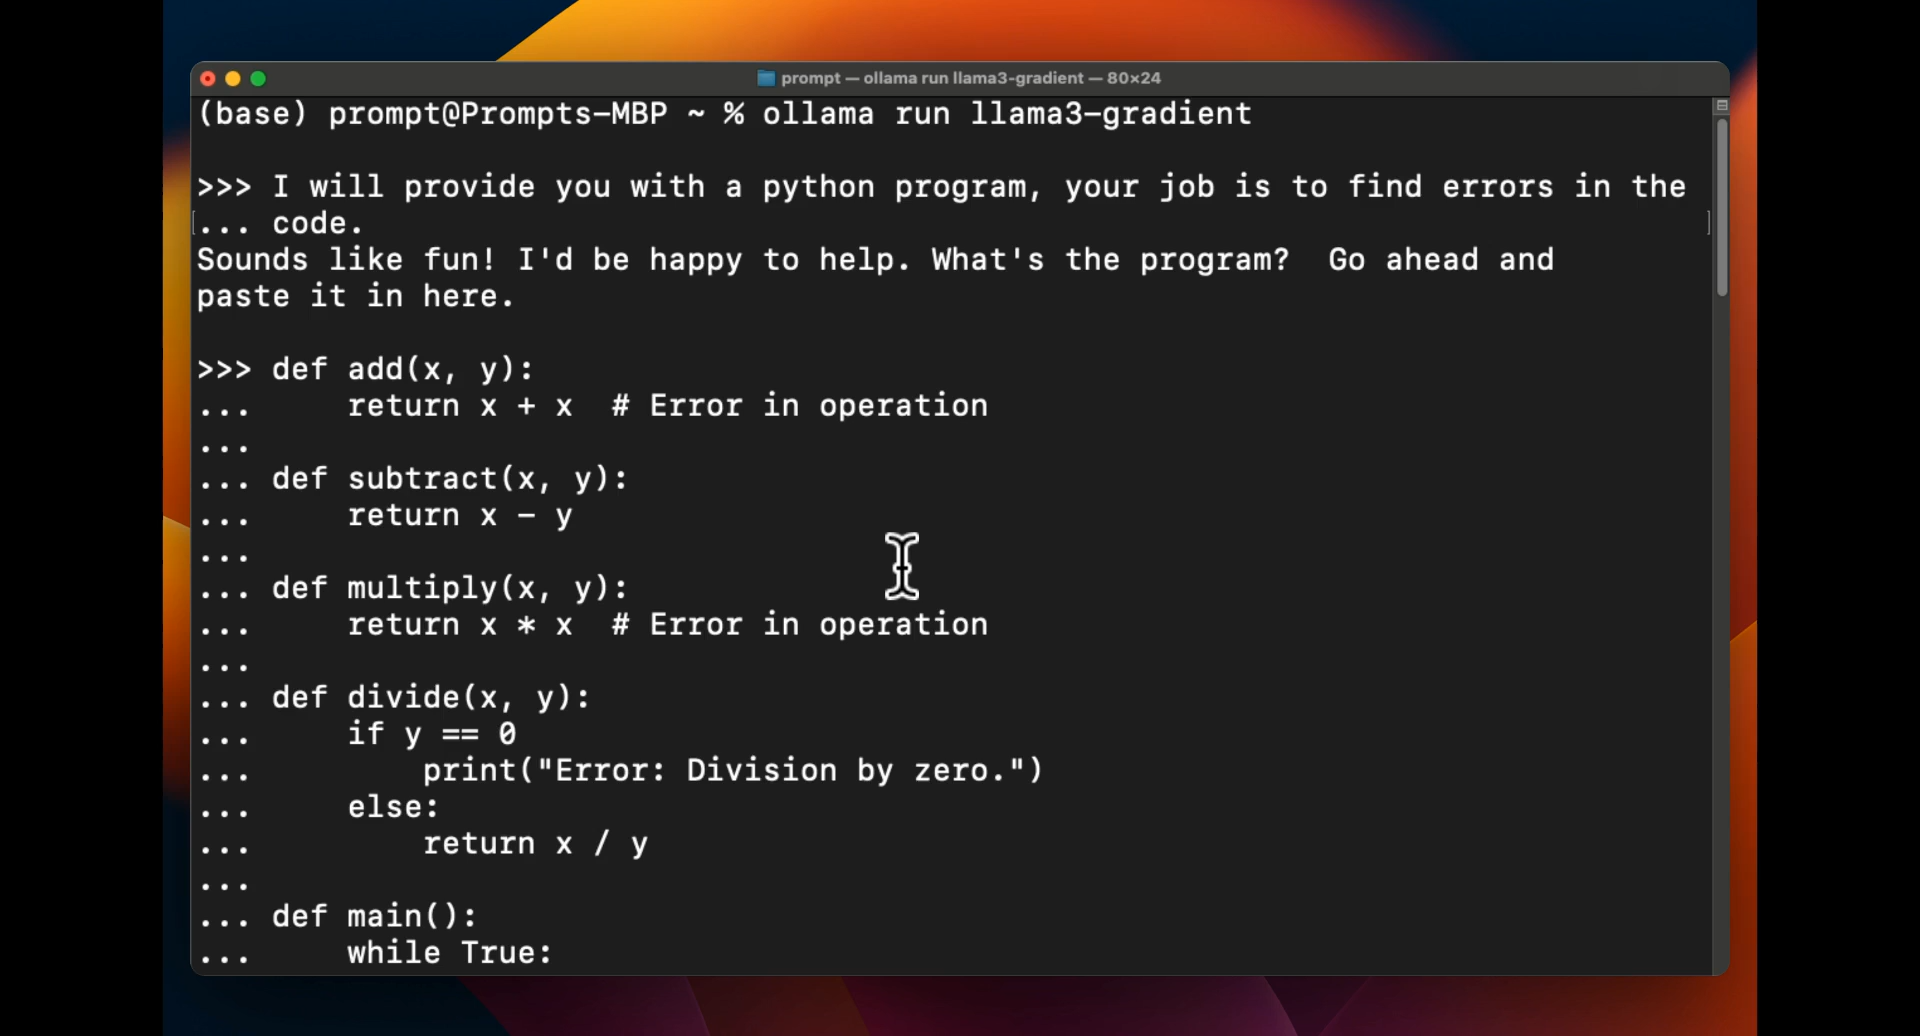 prompt — ollama run llama3-gradient — 80×24
(base) prompt@Prompts-MBP ~ % ollama run llama3-gradient
>>> I will provide you with a python program, your job is to find errors in the
... code.
Sounds like fun! I'd be happy to help. What's the program?  Go ahead and
paste it in here.
>>> def add(x, y):
...     return x + x  # Error in operation
...
... def subtract(x, y):
...     return x - y
...
... def multiply(x, y):
...     return x * x  # Error in operation
...
... def divide(x, y):
...     if y == 0
...         print("Error: Division by zero.")
...     else:
...         return x / y
...
... def main():
...     while True: